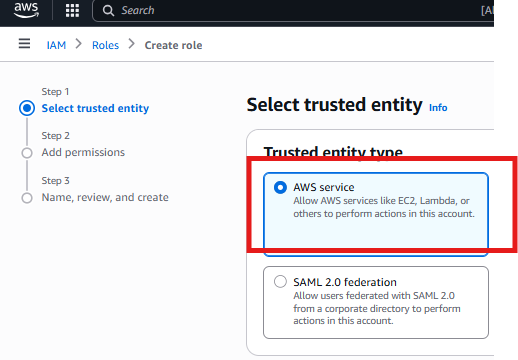 aws
Search
[Al
IAM > Roles > Create role
Step 1
Select trusted entity
Step 2
Add permissions
Step 3
Name, review, and create
Select trusted entity Info
Trusted entity type
AWS service
Allow AWS services like EC2, Lambda, or
others to perform actions in this account.
SAML 2.0 federation
Allow users federated with SAML 2.0
from a corporate directory to perform
actions in this account.